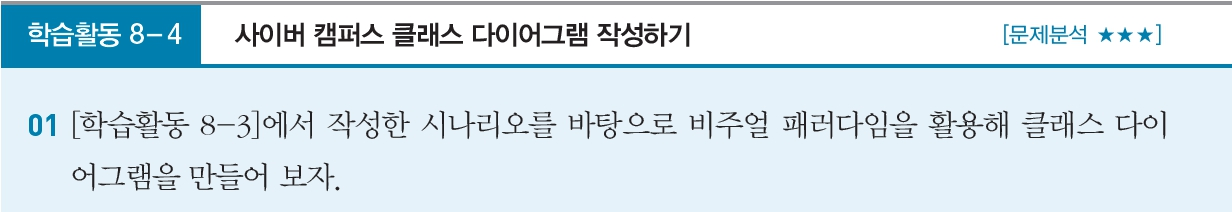 학습활동 8-4 사이버 캠퍼스 클래스 다이어그램 작성하기 [문제분석 ★★★]
01 [학습활동 8-3]에서 작성한 시나리오를 바탕으로 비주얼 패러다임을 활용해 클래스 다이
어그램을 만들어 보자.